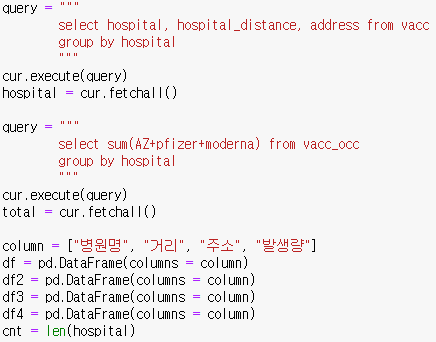 query = """
select hospital, hospital_distance, address from vacc
group by hospital
"""
cur.execute(query)
hospital = cur.fetchall()
query = """
select sum(AZ+pfizer+moderna) from vacc_occ
group by hospital
"""
cur.execute(query)
total = cur.fetchall()
column = ["병원명", "거리", "주소", "발생량"]
df = pd.DataFrame(columns = column)
df2 = pd.DataFrame(columns = column)
df3 = pd.DataFrame(columns = column)
df4 = pd.DataFrame(columns = column)
cnt = len(hospital)